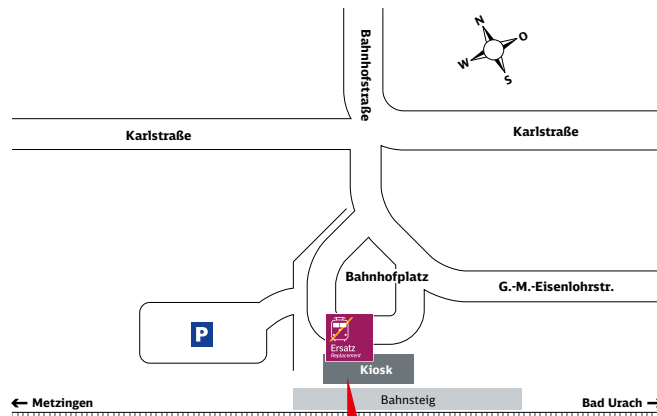 N
O
W
S
Bahnhofstraße
Karlstraße
Karlstraße
Bahnhofplatz
G.-M.-Eisenlohrstr.
P
Ersatz
Replacement
Kiosk
Bahnsteig
← Metzingen
Bad Urach →